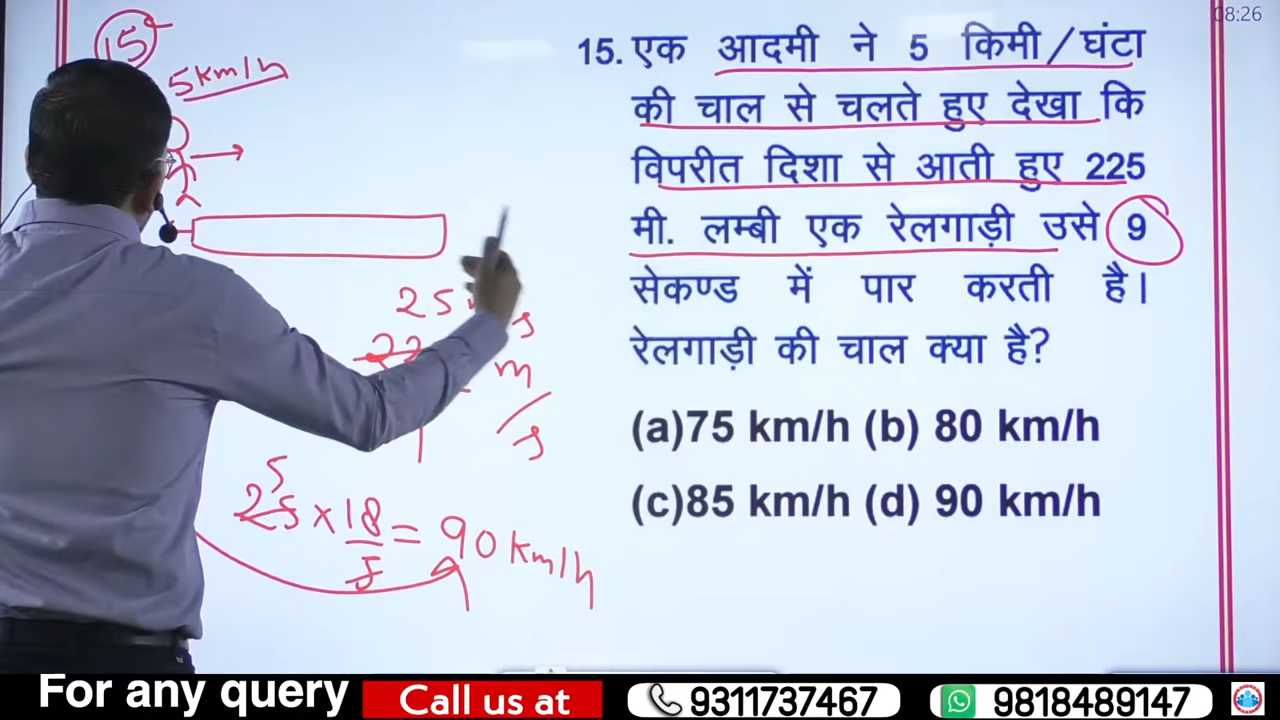 08:26
15
5km/h
15. एक आदमी ने 5 किमी/घंटा
की चाल से चलते हुए देखा कि
विपरीत दिशा से आती हुए 225
मी. लम्बी एक रेलगाड़ी उसे 9
सेकण्ड में पार करती है।
रेलगाड़ी की चाल क्या है?
(a)75 km/h (b) 80 km/h
(c)85 km/h (d) 90 km/h
25
m/s
5
25 × 18/5 = 90 km/h
For any query
Call us at
9311737467
9818489147